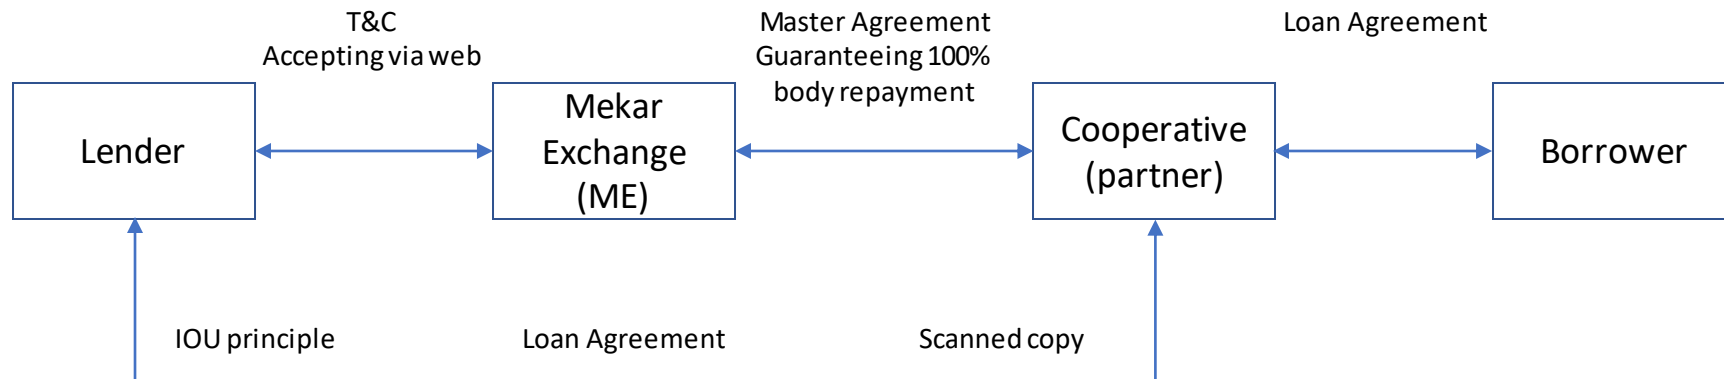 T&C
Accepting via web
Master Agreement
Guaranteeing 100%
body repayment
Loan Agreement
Lender
Mekar
Exchange
(ME)
Cooperative
(partner)
Borrower
IOU principle
Loan Agreement
Scanned copy